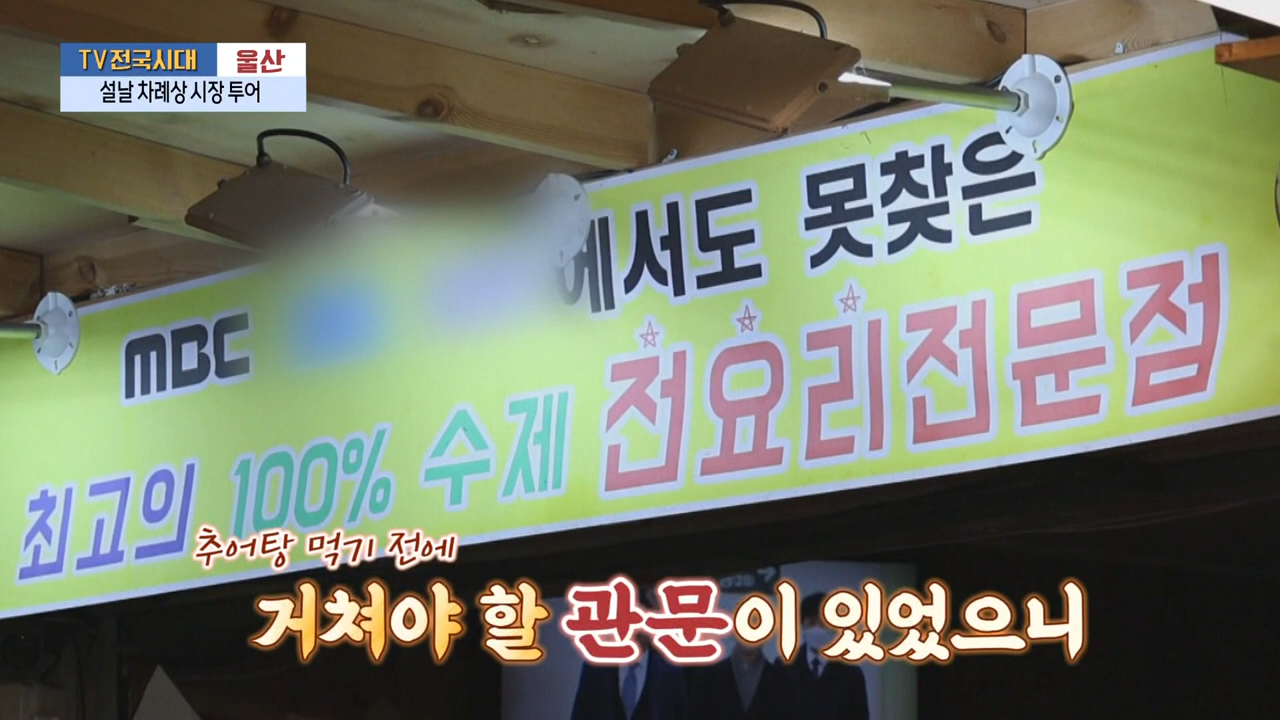 TV전국시대 울산
설날 차례상 시장 투어
MBC 에서도 못찾은
최고의 100% 수제 전요리전문점
추어탕 먹기 전에
거쳐야 할 관문이 있었으니